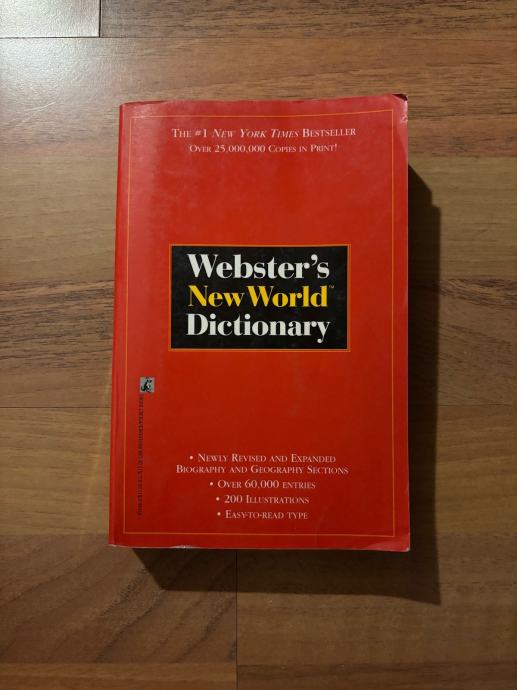 THE #1 NEW YORK TIMES BESTSELLER
OVER 25,000,000 COPIES IN PRINT!
Webster's
New World™
Dictionary
• NEWLY REVISED AND EXPANDED
BIOGRAPHY AND GEOGRAPHY SECTIONS
• OVER 60,000 ENTRIES
• 200 ILLUSTRATIONS
• EASY-TO-READ TYPE